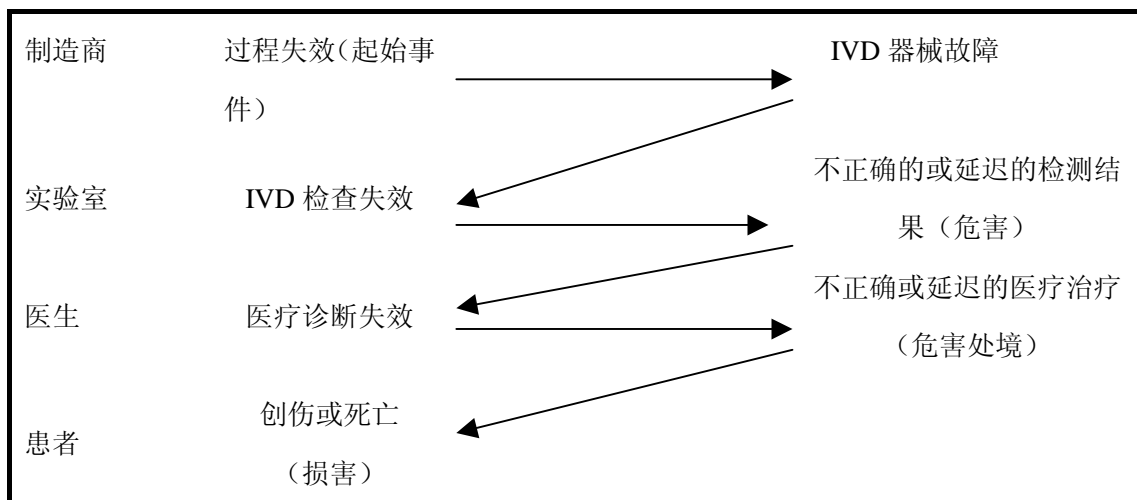 制造商 过程失效（起始事 IVD 器械故障
件）
不正确的或延迟的检测结
实验室 IVD 检查失效
果（危害）
不正确或延迟的医疗治疗
医生 医疗诊断失效
（危害处境）
创伤或死亡
患者
（损害）